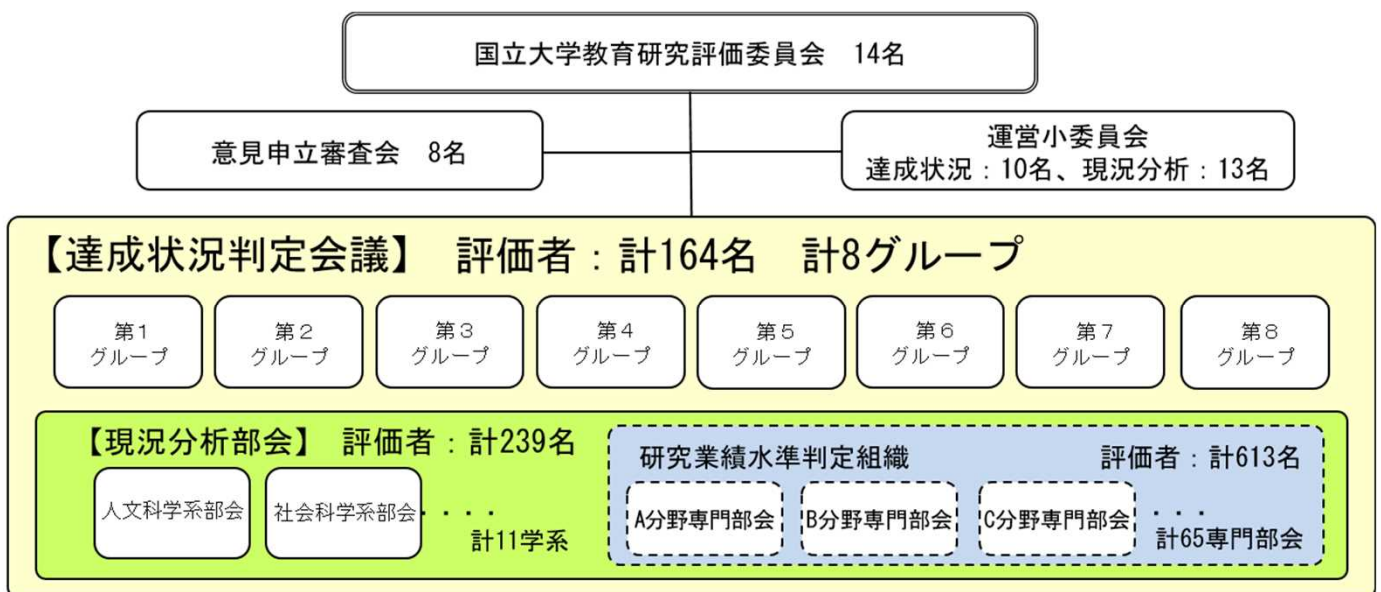 国立大学教育研究評価委員会　14名
意見申立審査会　8名
運営小委員会
達成状況：10名、現況分析：13名
【達成状況判定会議】　評価者：計164名　計8グループ
第１
グループ
第２
グループ
第３
グループ
第４
グループ
第５
グループ
第６
グループ
第７
グループ
第８
グループ
【現況分析部会】　評価者：計239名
人文科学系部会
社会科学系部会
・・・・
計11学系
研究業績水準判定組織　評価者：計613名
A分野専門部会
B分野専門部会
C分野専門部会
・・・
計65専門部会